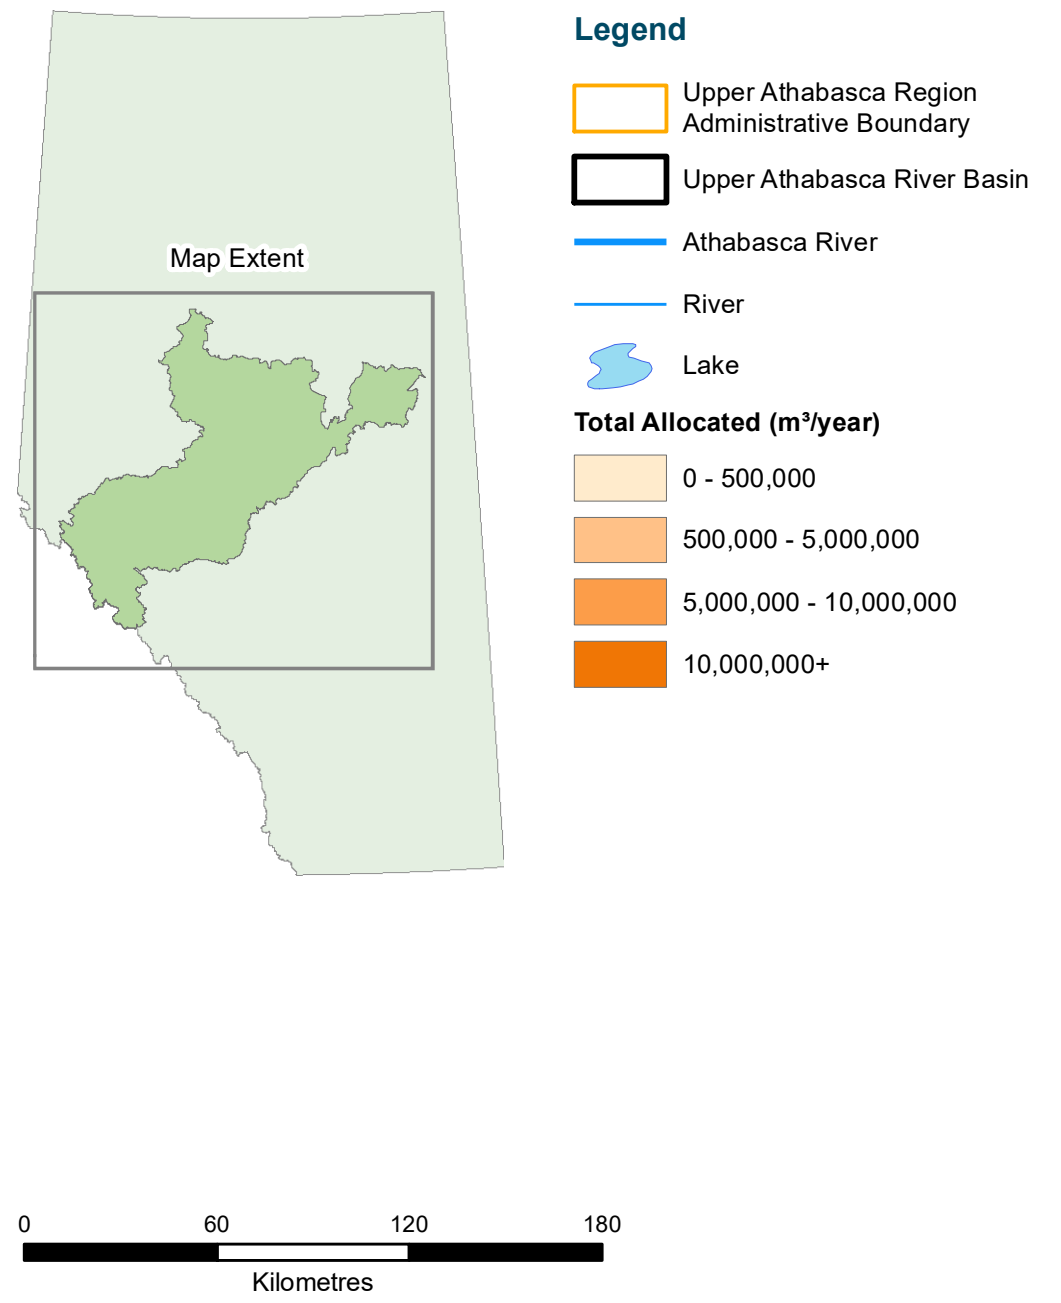 Legend
Upper Athabasca Region
Administrative Boundary
Upper Athabasca River Basin
Athabasca River
Map Extent
River
Lake
Total Allocated (m³/year)
0 - 500,000
500,000 - 5,000,000
5,000,000 - 10,000,000
10,000,000+
0 60 120 180
Kilometres